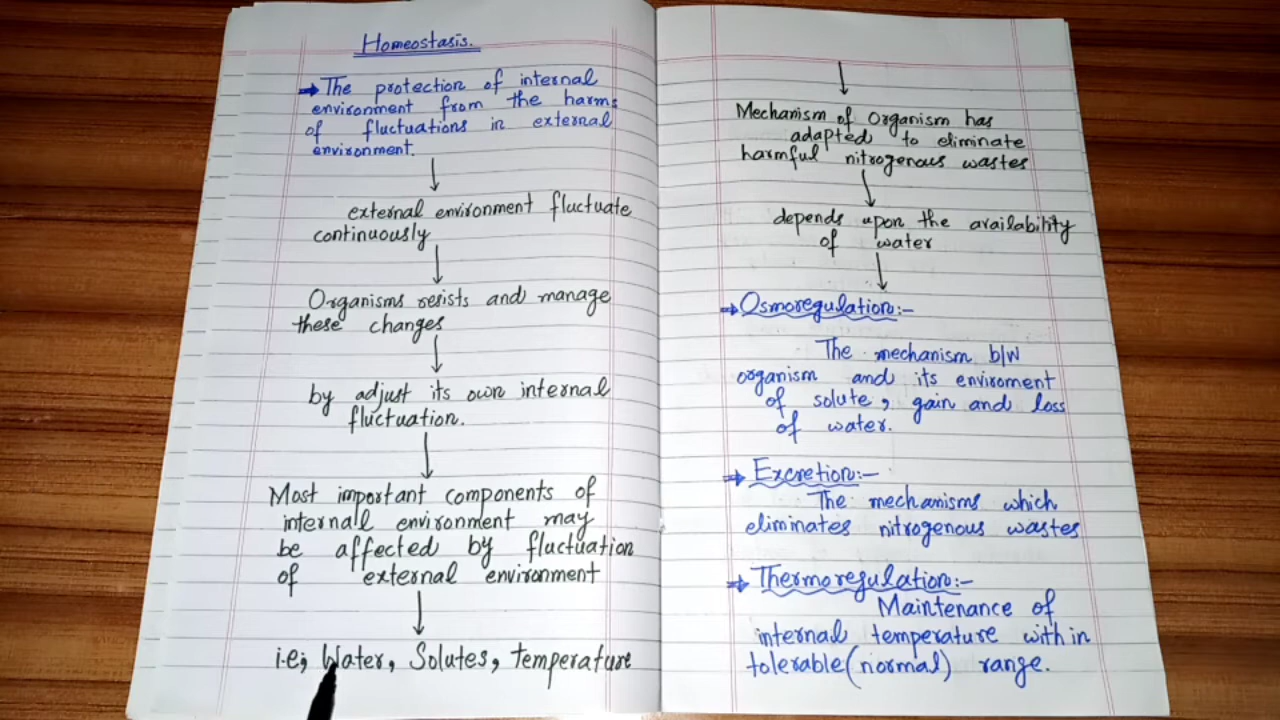 Homeostasis.
→ The protection of internal
environment from the harms
of fluctuations in external
environment.
↓
external environment fluctuate
continuously
↓
Organisms resists and manage
these changes
↓
by adjust its own internal
fluctuation.
↓
Most important components of
internal environment may
be affected by fluctuation
of external environment
↓
i.e; Water, Solutes, Temperature
↓
Mechanism of Organism has
adapted to eliminate
harmful nitrogenous wastes
↓
depends upon the availability
of water
↓
→ Osmoregulation:-
The mechanism b/w
organism and its enviroment
of solute, gain and loss
of water.
→ Excretion:-
The mechanisms which
eliminates nitrogenous wastes
→ Thermoregulation:-
Maintenance of
internal temperature within
tolerable (normal) range.